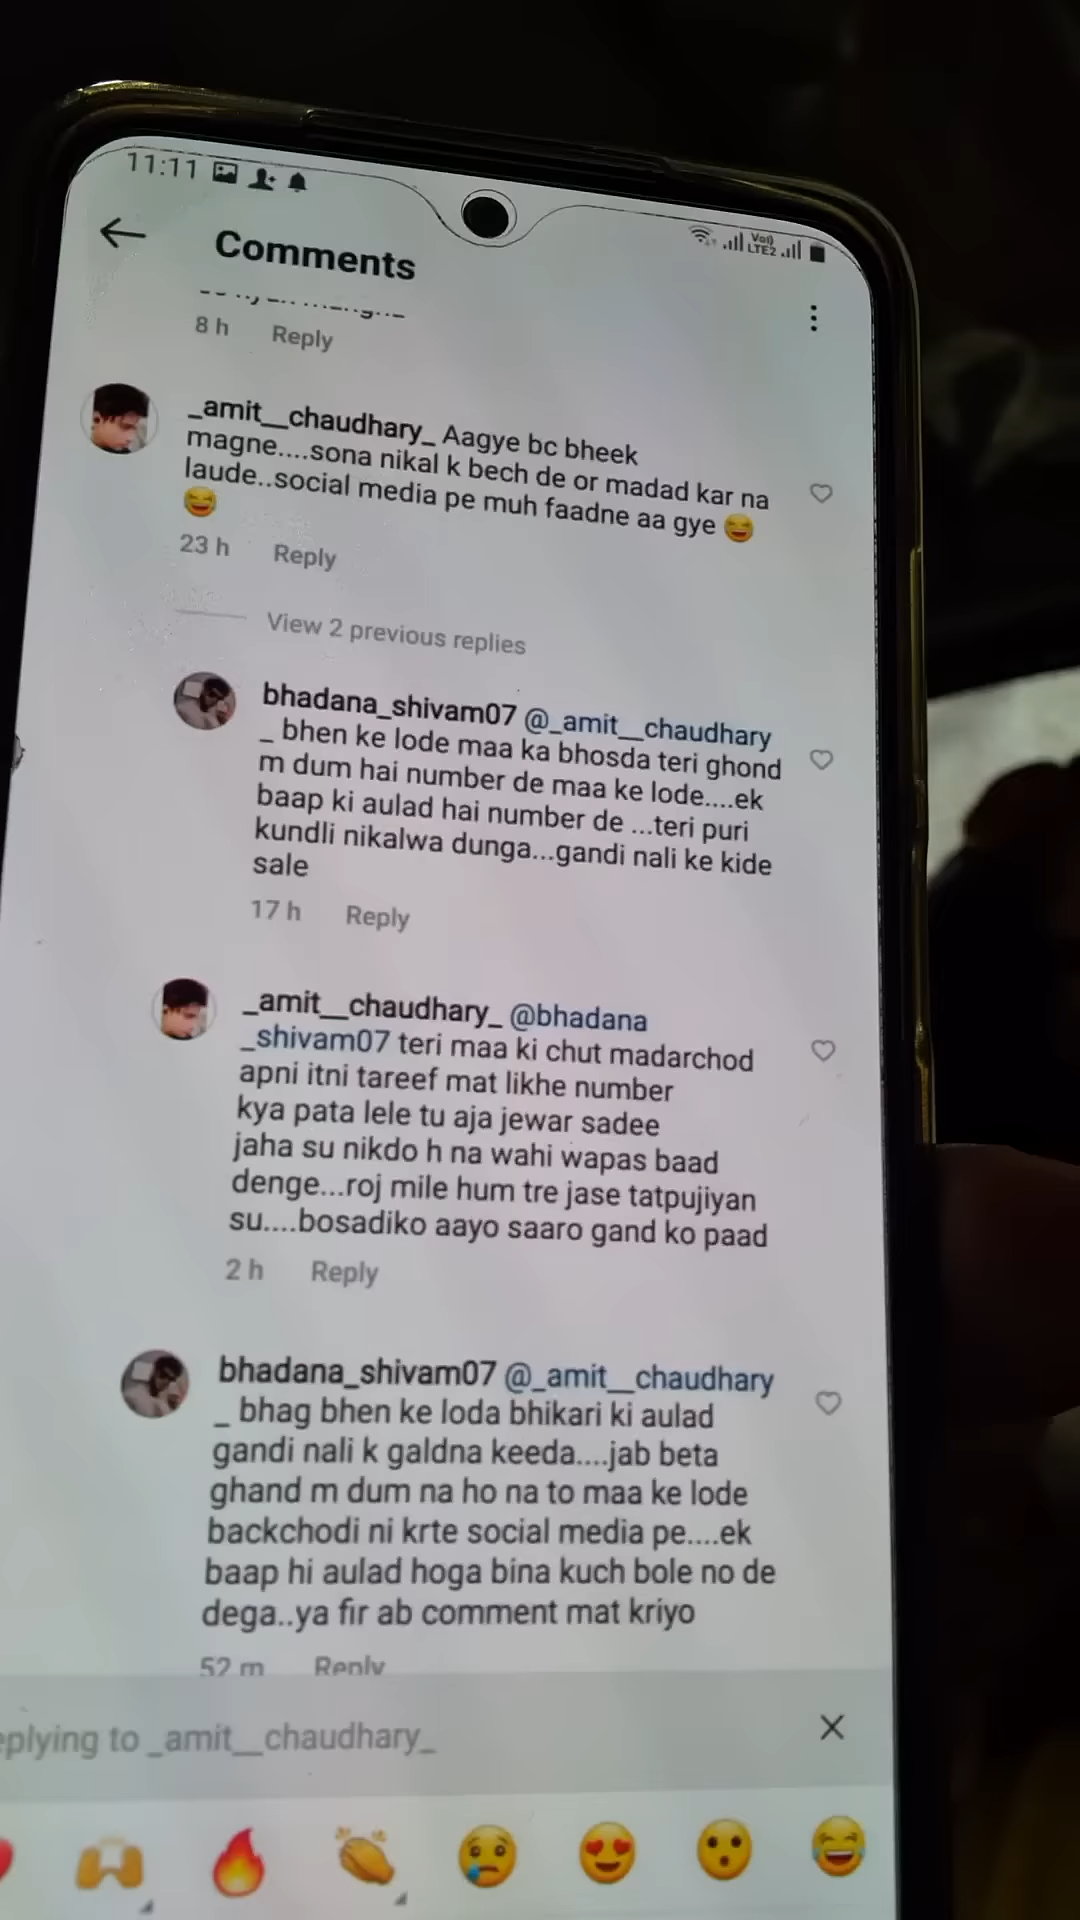 11:11
Vo)
LTE2
Comments
8 h Reply
_amit__chaudhary_ Aagye bc bheek
magne....sona nikal k bech de or madad kar na
laude..social media pe muh faadne aa gye 😆
😆
23 h Reply
View 2 previous replies
bhadana_shivam07 @_amit__chaudhary
_ bhen ke lode maa ka bhosda teri ghond
m dum hai number de maa ke lode....ek
baap ki aulad hai number de ...teri puri
kundli nikalwa dunga...gandi nali ke kide
sale
17 h Reply
_amit__chaudhary_ @bhadana
_shivam07 teri maa ki chut madarchod
apni itni tareef mat likhe number
kya pata lele tu aja jewar sadee
jaha su nikdo h na wahi wapas baad
denge...roj mile hum tre jase tatpujiyan
su....bosadiko aayo saaro gand ko paad
2 h Reply
bhadana_shivam07 @_amit__chaudhary
_ bhag bhen ke loda bhikari ki aulad
gandi nali k galdna keeda....jab beta
ghand m dum na ho na to maa ke lode
backchodi ni krte social media pe....ek
baap hi aulad hoga bina kuch bole no de
dega..ya fir ab comment mat kriyo
52 m Reply
eplying to _amit__chaudhary_